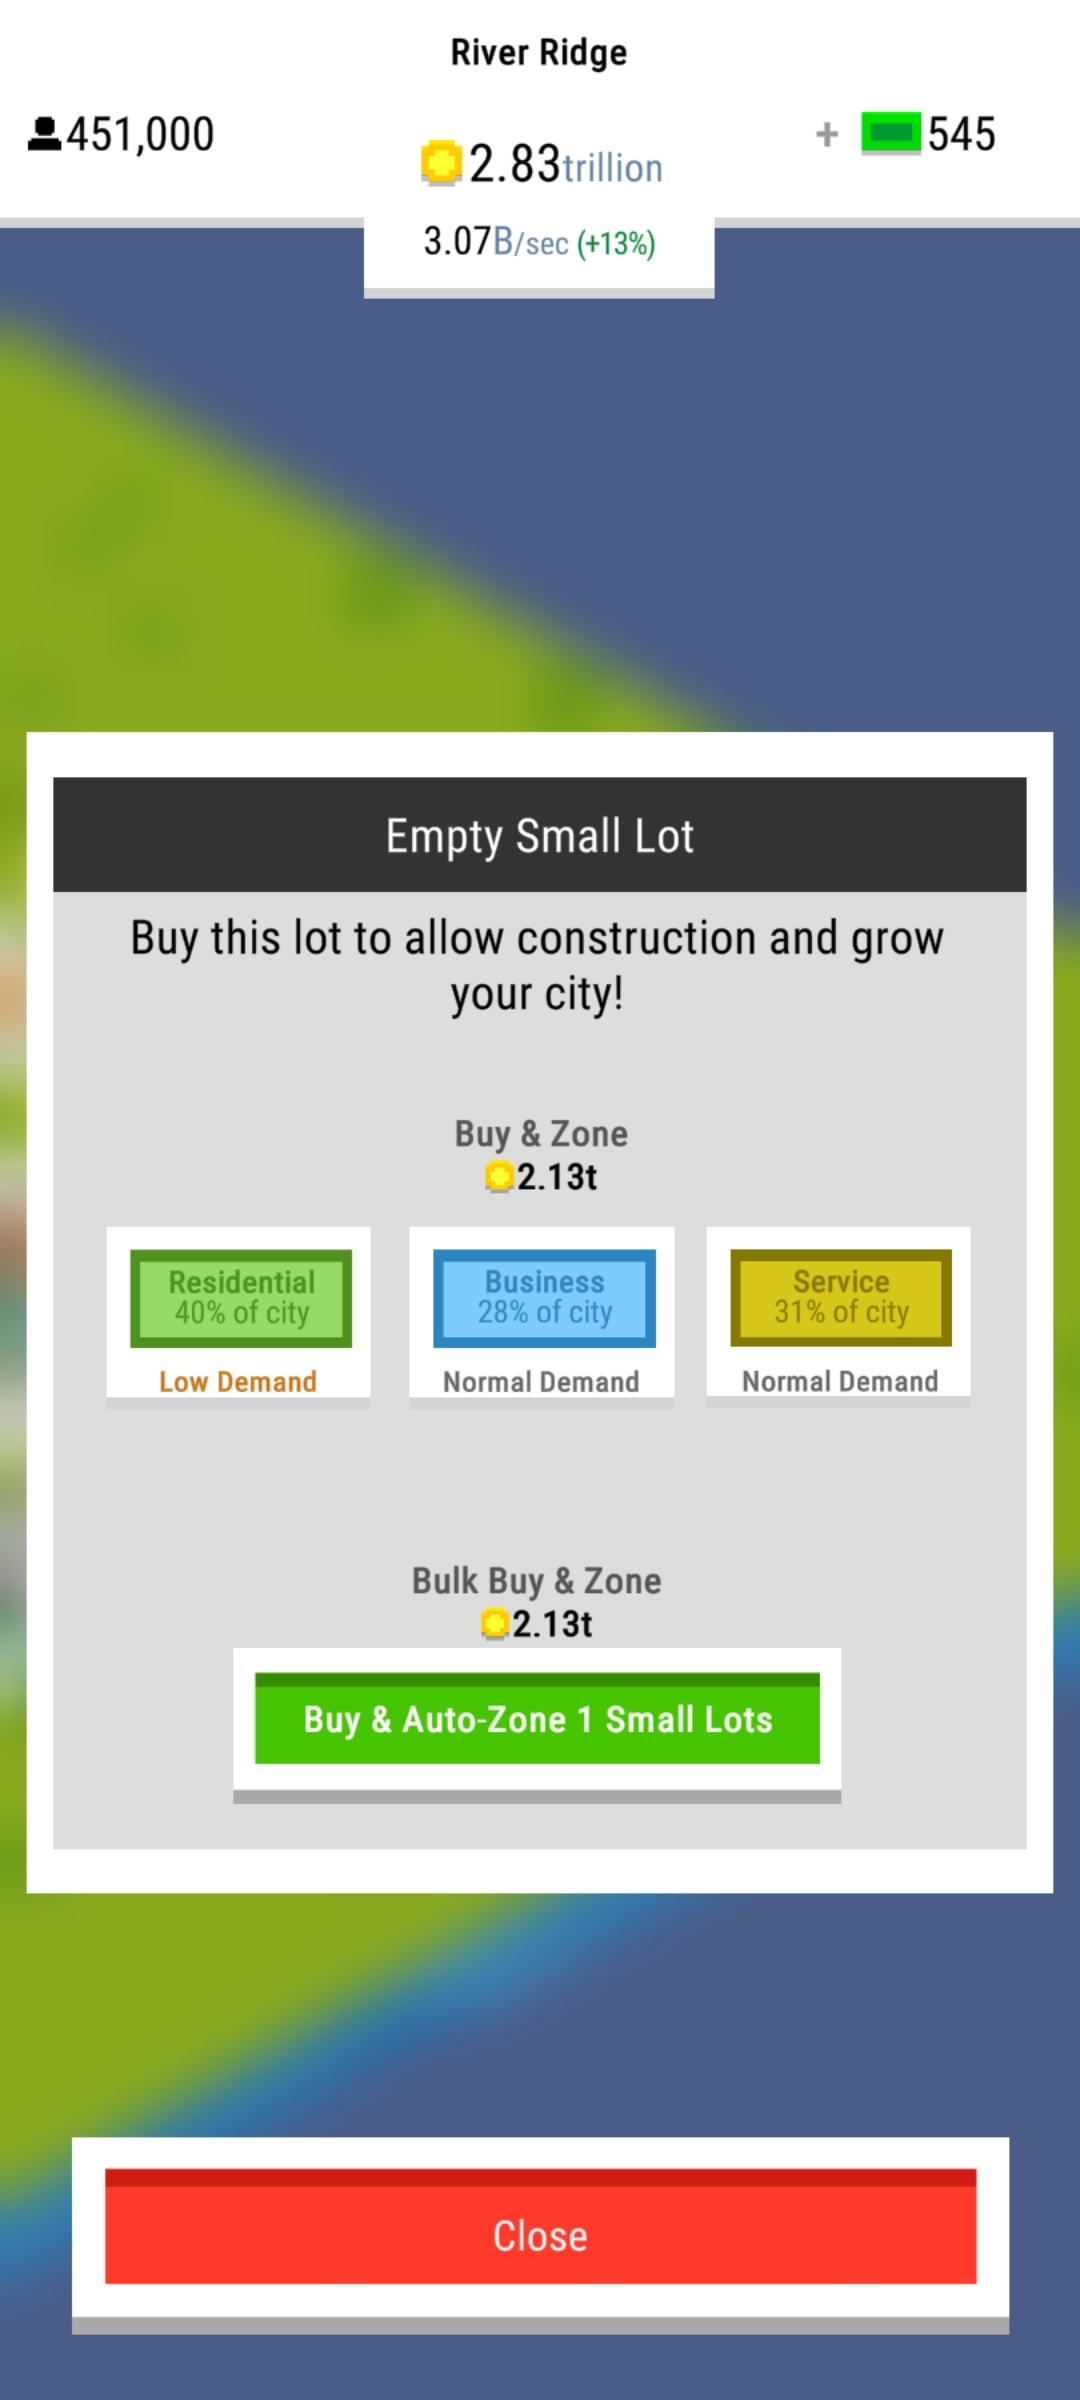 River Ridge
451,000
2.83trillion
+ 545
3.07B/sec (+13%)
Empty Small Lot
Buy this lot to allow construction and grow
your city!
Buy & Zone
2.13t
Residential
40% of city
Low Demand
Business
28% of city
Normal Demand
Service
31% of city
Normal Demand
Bulk Buy & Zone
2.13t
Buy & Auto-Zone 1 Small Lots
Close